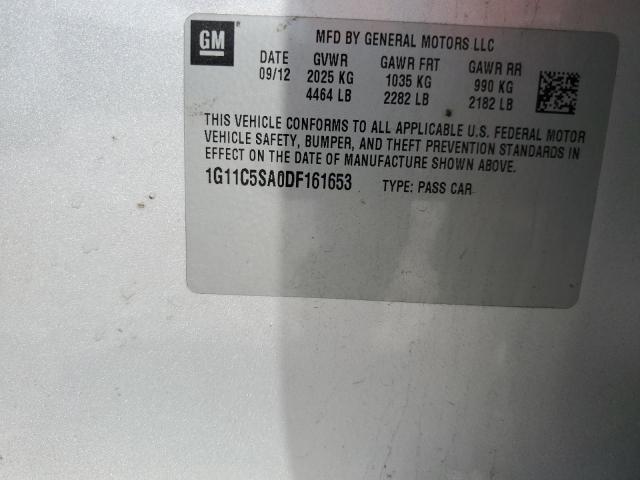 GM
MFD BY GENERAL MOTORS LLC
DATE GVWR GAWR FRT GAWR RR
09/12 2025 KG 1035 KG 990 KG
4464 LB 2282 LB 2182 LB
THIS VEHICLE CONFORMS TO ALL APPLICABLE U.S. FEDERAL MOTOR
VEHICLE SAFETY, BUMPER, AND THEFT PREVENTION STANDARDS IN
EFFECT ON THE DATE OF MANUFACTURE SHOWN ABOVE.
1G11C5SA0DF161653 TYPE: PASS CAR